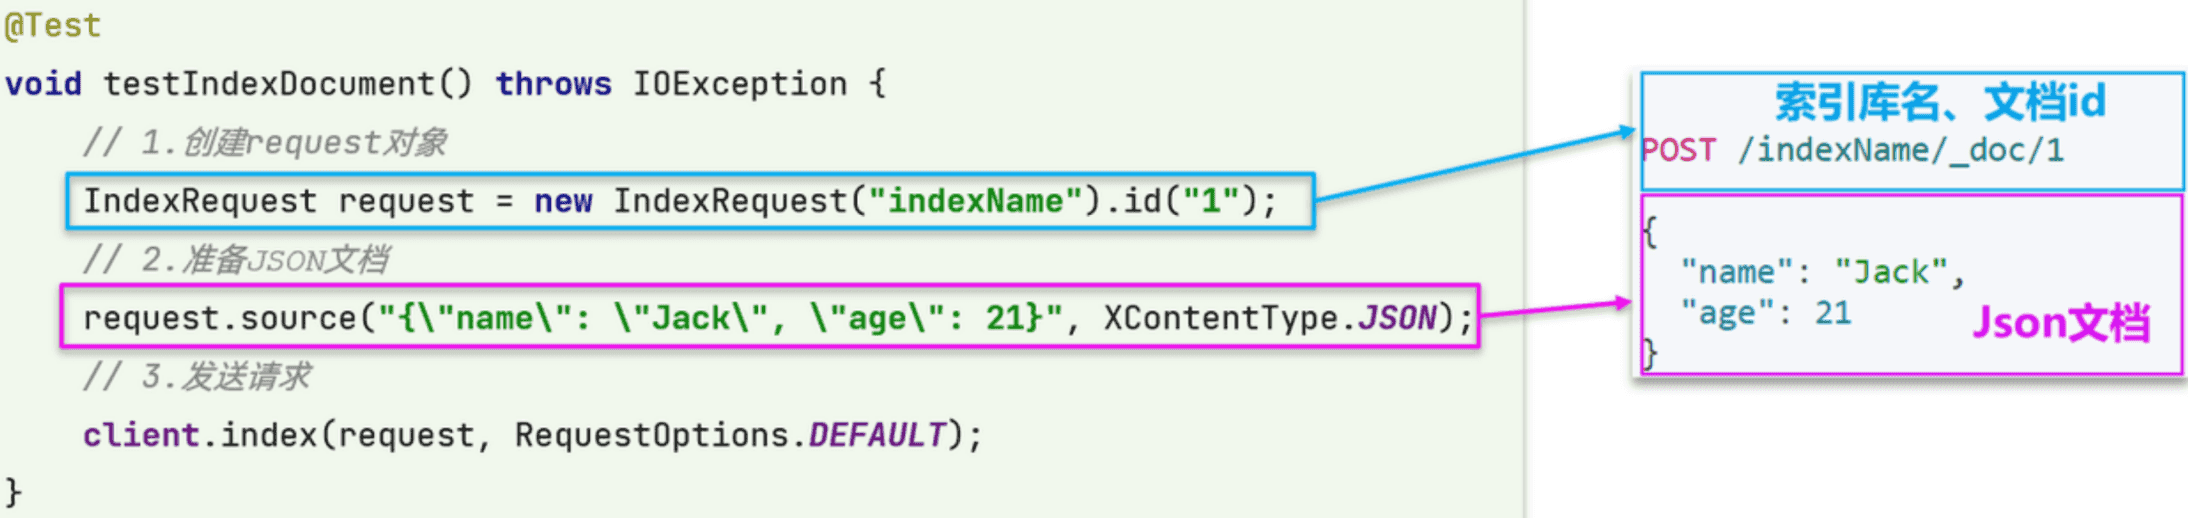 @Test
void testIndexDocument() throws IOException {
// 1.创建request对象
IndexRequest request = new IndexRequest("indexName").id("1");
// 2.准备JSON文档
request.source("{\"name\": \"Jack\", \"age\": 21}", XContentType.JSON);
// 3.发送请求
client.index(request, RequestOptions.DEFAULT);
}
索引库名、文档id
POST /indexName/_doc/1
{
"name": "Jack",
"age": 21
Json文档
}